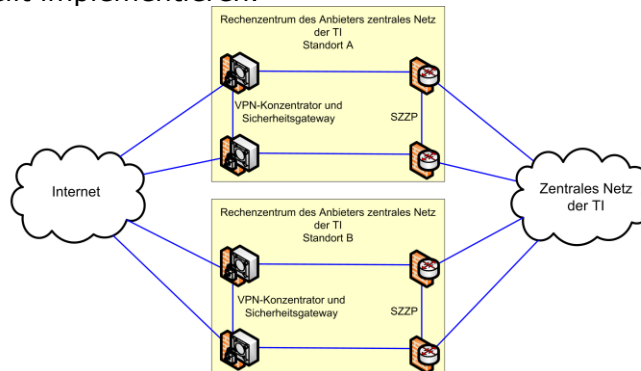 implementieren.
Rechenzentrum des Anbieters zentrales Netz
der TI
Standort A
VPN-Konzentrator und
Sicherheitsgateway
SZZP
Internet
Zentrales Netz
der TI
Rechenzentrum des Anbieters zentrales Netz
der TI
Standort B
VPN-Konzentrator und
Sicherheitsgateway
SZZP